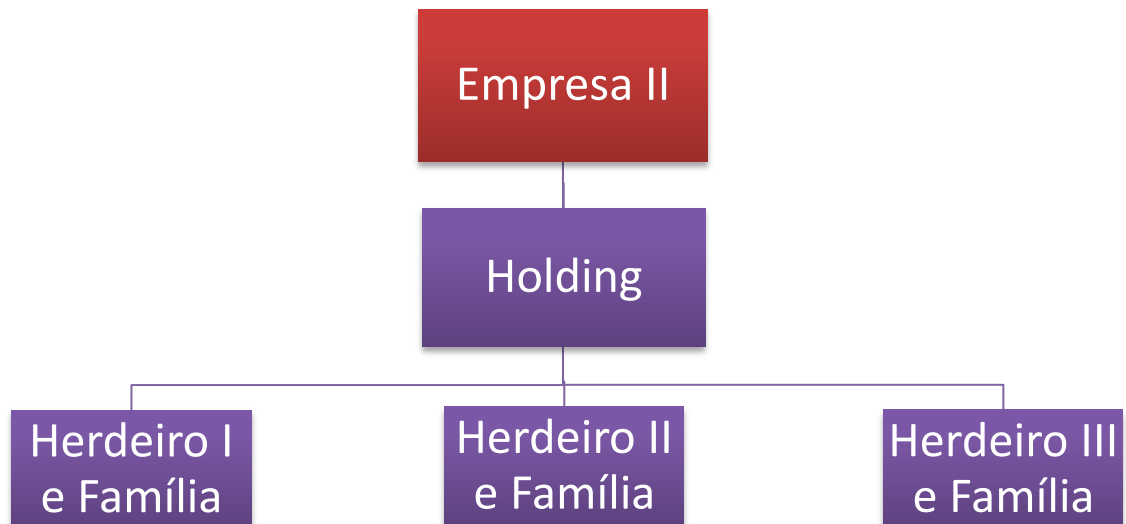 Empresa II
Holding
Herdeiro I
e Família
Herdeiro II
e Família
Herdeiro III
e Família